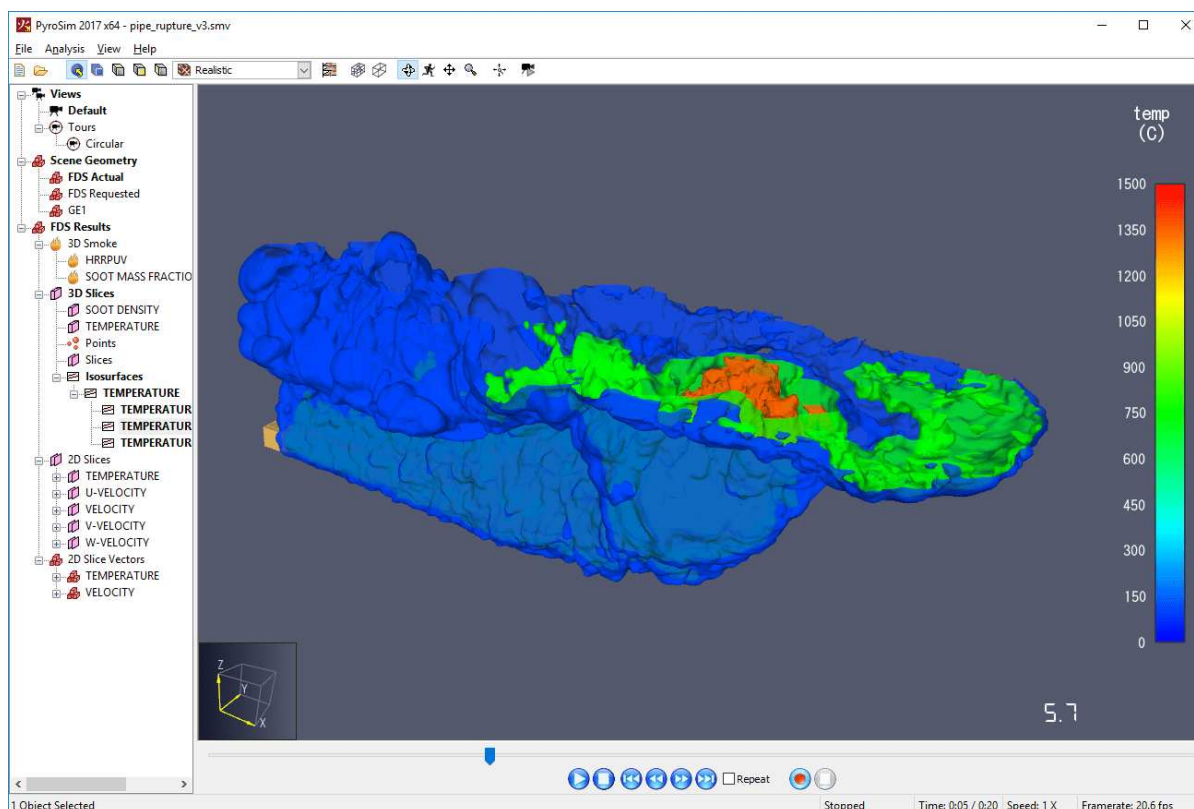 PyroSim 2017 x64 - pipe_rupture_v3.smv
File Analysis View Help
Realistic
Views
Default
Tours
Circular
Scene Geometry
FDS Actual
FDS Requested
GE1
FDS Results
3D Smoke
HRRPUV
SOOT MASS FRACTIO
3D Slices
SOOT DENSITY
TEMPERATURE
Points
Slices
Isosurfaces
TEMPERATURE
TEMPERATUR
TEMPERATUR
TEMPERATUR
2D Slices
TEMPERATURE
U-VELOCITY
VELOCITY
V-VELOCITY
W-VELOCITY
2D Slice Vectors
TEMPERATURE
VELOCITY
temp
(C)
1500
1350
1200
1050
900
750
600
450
300
150
0
Z
Y
X
5.7
Repeat
1 Object Selected Stopped Time: 0:05 / 0:20 Speed: 1 X Framerate: 20.6 fps